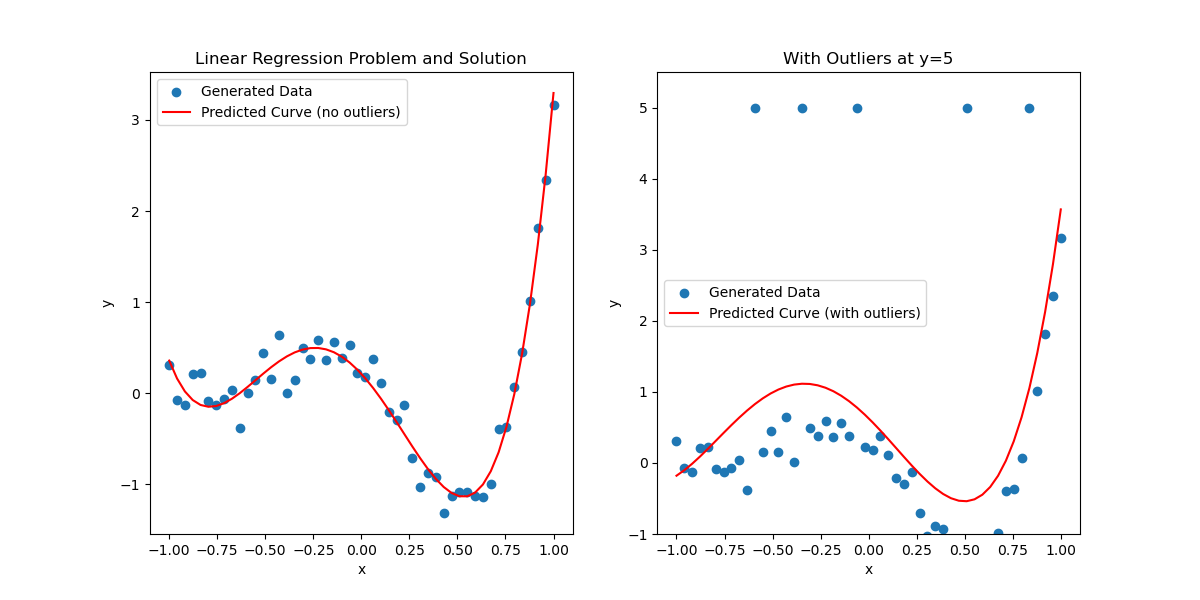 Linear Regression Problem and Solution
Generated Data
Predicted Curve (no outliers)
3
2
1
0
−1
y
−1.00 −0.75 −0.50 −0.25 0.00 0.25 0.50 0.75 1.00
x
With Outliers at y=5
5
4
3
2
1
0
−1
y
Generated Data
Predicted Curve (with outliers)
−1.00 −0.75 −0.50 −0.25 0.00 0.25 0.50 0.75 1.00
x